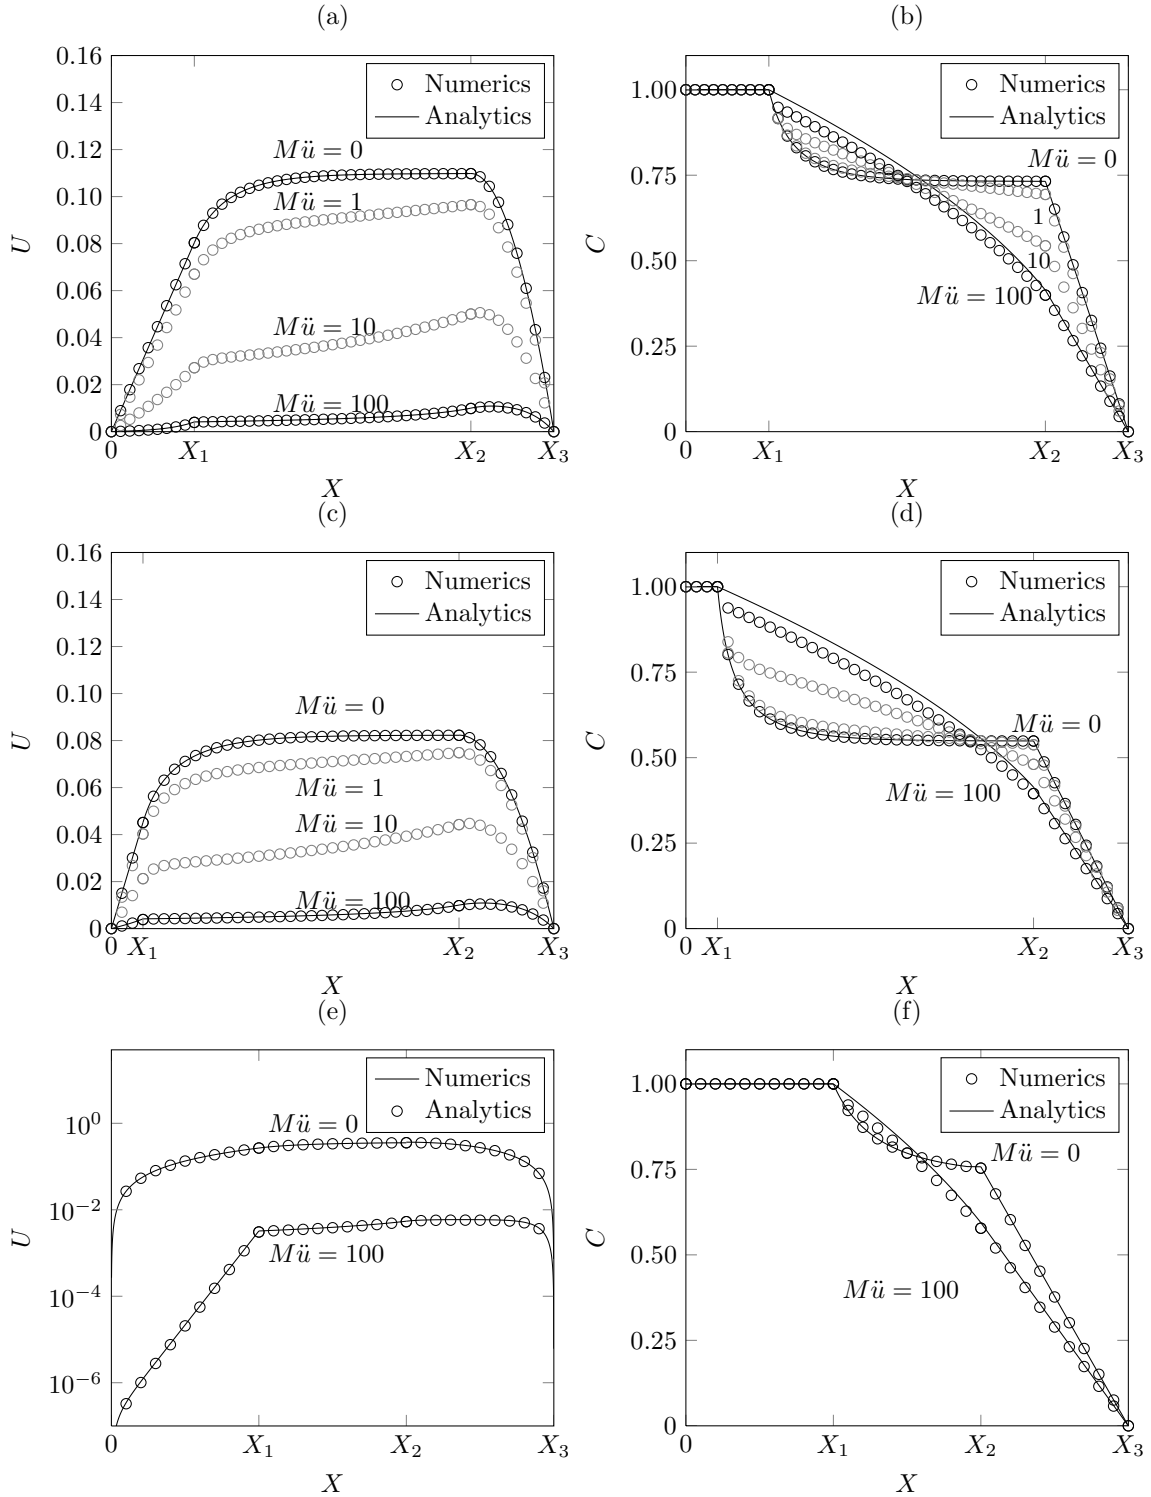 (a)
0.16
0.14
0.12
0.10
0.08
0.06
0.04
0.02
0
U
Numerics
Analytics
Mü = 0
Mü = 1
Mü = 10
Mü = 100
0 X1 X2 X3
X
(b)
1.00
0.75
0.50
0.25
0
C
Numerics
Analytics
Mü = 0
1
10
Mü = 100
0 X1 X2 X3
X
(c)
0.16
0.14
0.12
0.10
0.08
0.06
0.04
0.02
0
U
Numerics
Analytics
Mü = 0
Mü = 1
Mü = 10
Mü = 100
0 X1 X2 X3
X
(d)
1.00
0.75
0.50
0.25
0
C
Numerics
Analytics
Mü = 0
Mü = 100
0 X1 X2 X3
X
(e)
10^0
10^−2
10^−4
10^−6
U
Numerics
Analytics
Mü = 0
Mü = 100
0 X1 X2 X3
X
(f)
1.00
0.75
0.50
0.25
0
C
Numerics
Analytics
Mü = 0
Mü = 100
0 X1 X2 X3
X